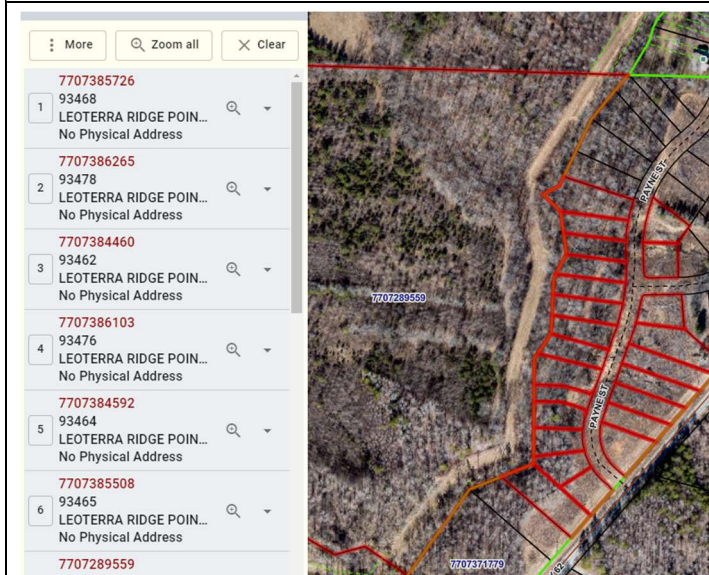 More
Zoom all
Clear
7707385726
1
93468
LEOTERRA RIDGE POIN...
No Physical Address
7707386265
2
93478
LEOTERRA RIDGE POIN...
No Physical Address
7707384460
3
93462
LEOTERRA RIDGE POIN...
No Physical Address
7707386103
4
93476
LEOTERRA RIDGE POIN...
No Physical Address
7707384592
5
93464
LEOTERRA RIDGE POIN...
No Physical Address
7707385508
6
93465
LEOTERRA RIDGE POIN...
No Physical Address
7707289559
PAYNE ST
7707289559
PAYNE ST
7707371779